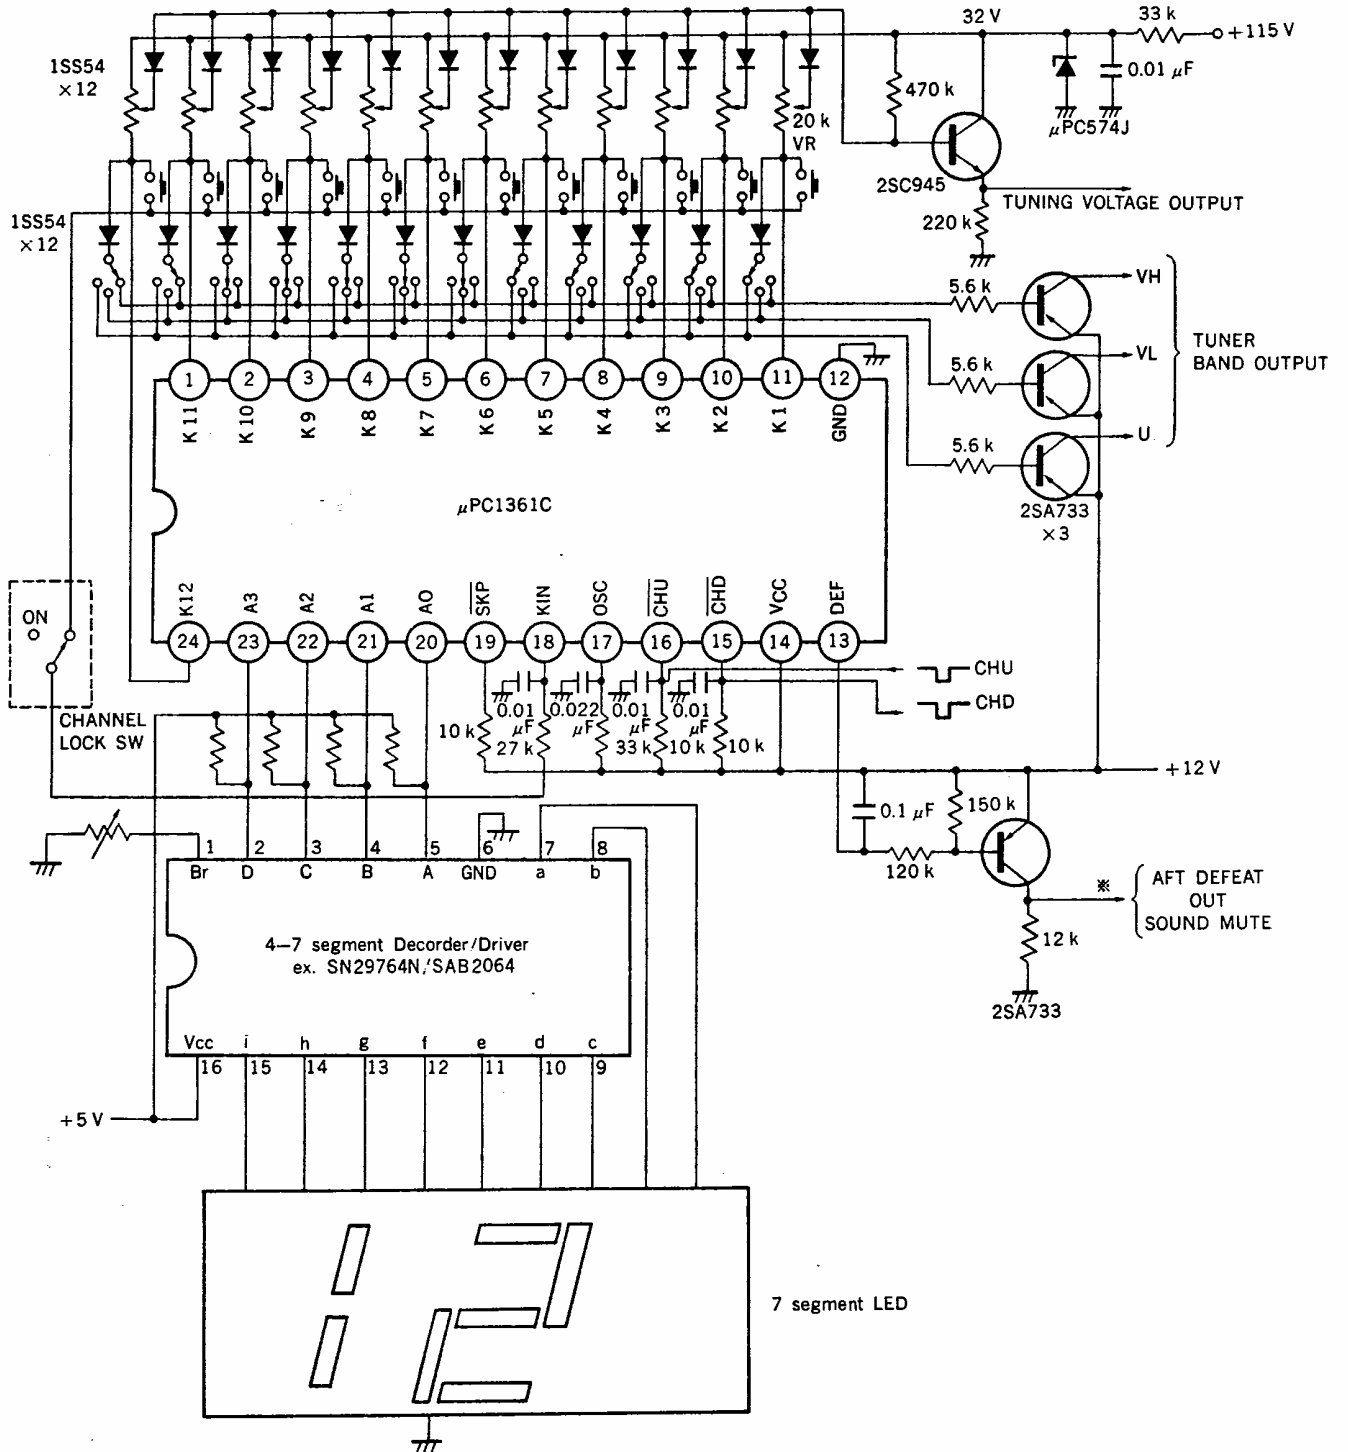 32 V
33 k
+115 V
1SS54
×12
470 k
0.01 μF
μPC574J
20 k
VR
2SC945
TUNING VOLTAGE OUTPUT
220 k
1SS54
×12
5.6 k
VH
5.6 k
VL
TUNER
BAND OUTPUT
5.6 k
U
2SA733
×3
1 2 3 4 5 6 7 8 9 10 11 12
K11 K10 K9 K8 K7 K6 K5 K4 K3 K2 K1 GND
μPC1361C
K12 A3 A2 A1 A0 SKP KIN OSC CHU CHD VCC DEF
24 23 22 21 20 19 18 17 16 15 14 13
ON
CHANNEL
LOCK SW
CHU
CHD
0.01 μF
0.022 μF
0.01 μF
0.01 μF
10 k
27 k
33 k
10 k
10 k
+12 V
0.1 μF
150 k
120 k
※
AFT DEFEAT
OUT
SOUND MUTE
12 k
2SA733
1 2 3 4 5 6 7 8
Br D C B A GND a b
4–7 segment Decorder/Driver
ex. SN29764N/SAB2064
Vcc i h g f e d c
16 15 14 13 12 11 10 9
+5 V
12
7 segment LED